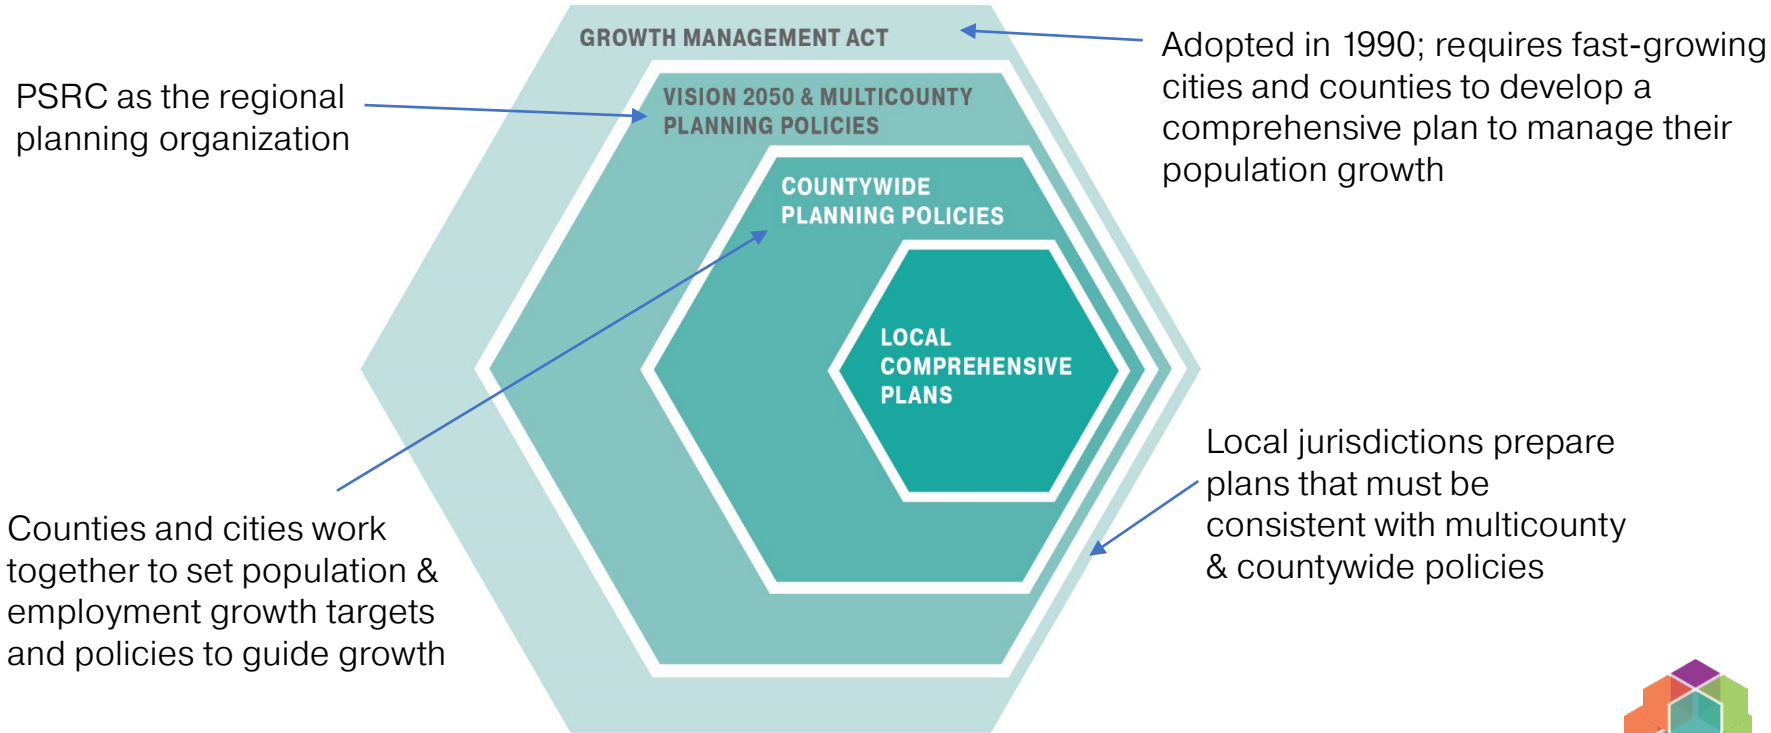 GROWTH MANAGEMENT ACT
Adopted in 1990; requires fast-growing
cities and counties to develop a
comprehensive plan to manage their
population growth
PSRC as the regional
planning organization
VISION 2050 & MULTICOUNTY
PLANNING POLICIES
COUNTYWIDE
PLANNING POLICIES
LOCAL
COMPREHENSIVE
PLANS
Local jurisdictions prepare
plans that must be
consistent with multicounty
& countywide policies
Counties and cities work
together to set population &
employment growth targets
and policies to guide growth